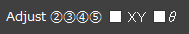 Adjust ②③④⑤ ■ XY ■ θ